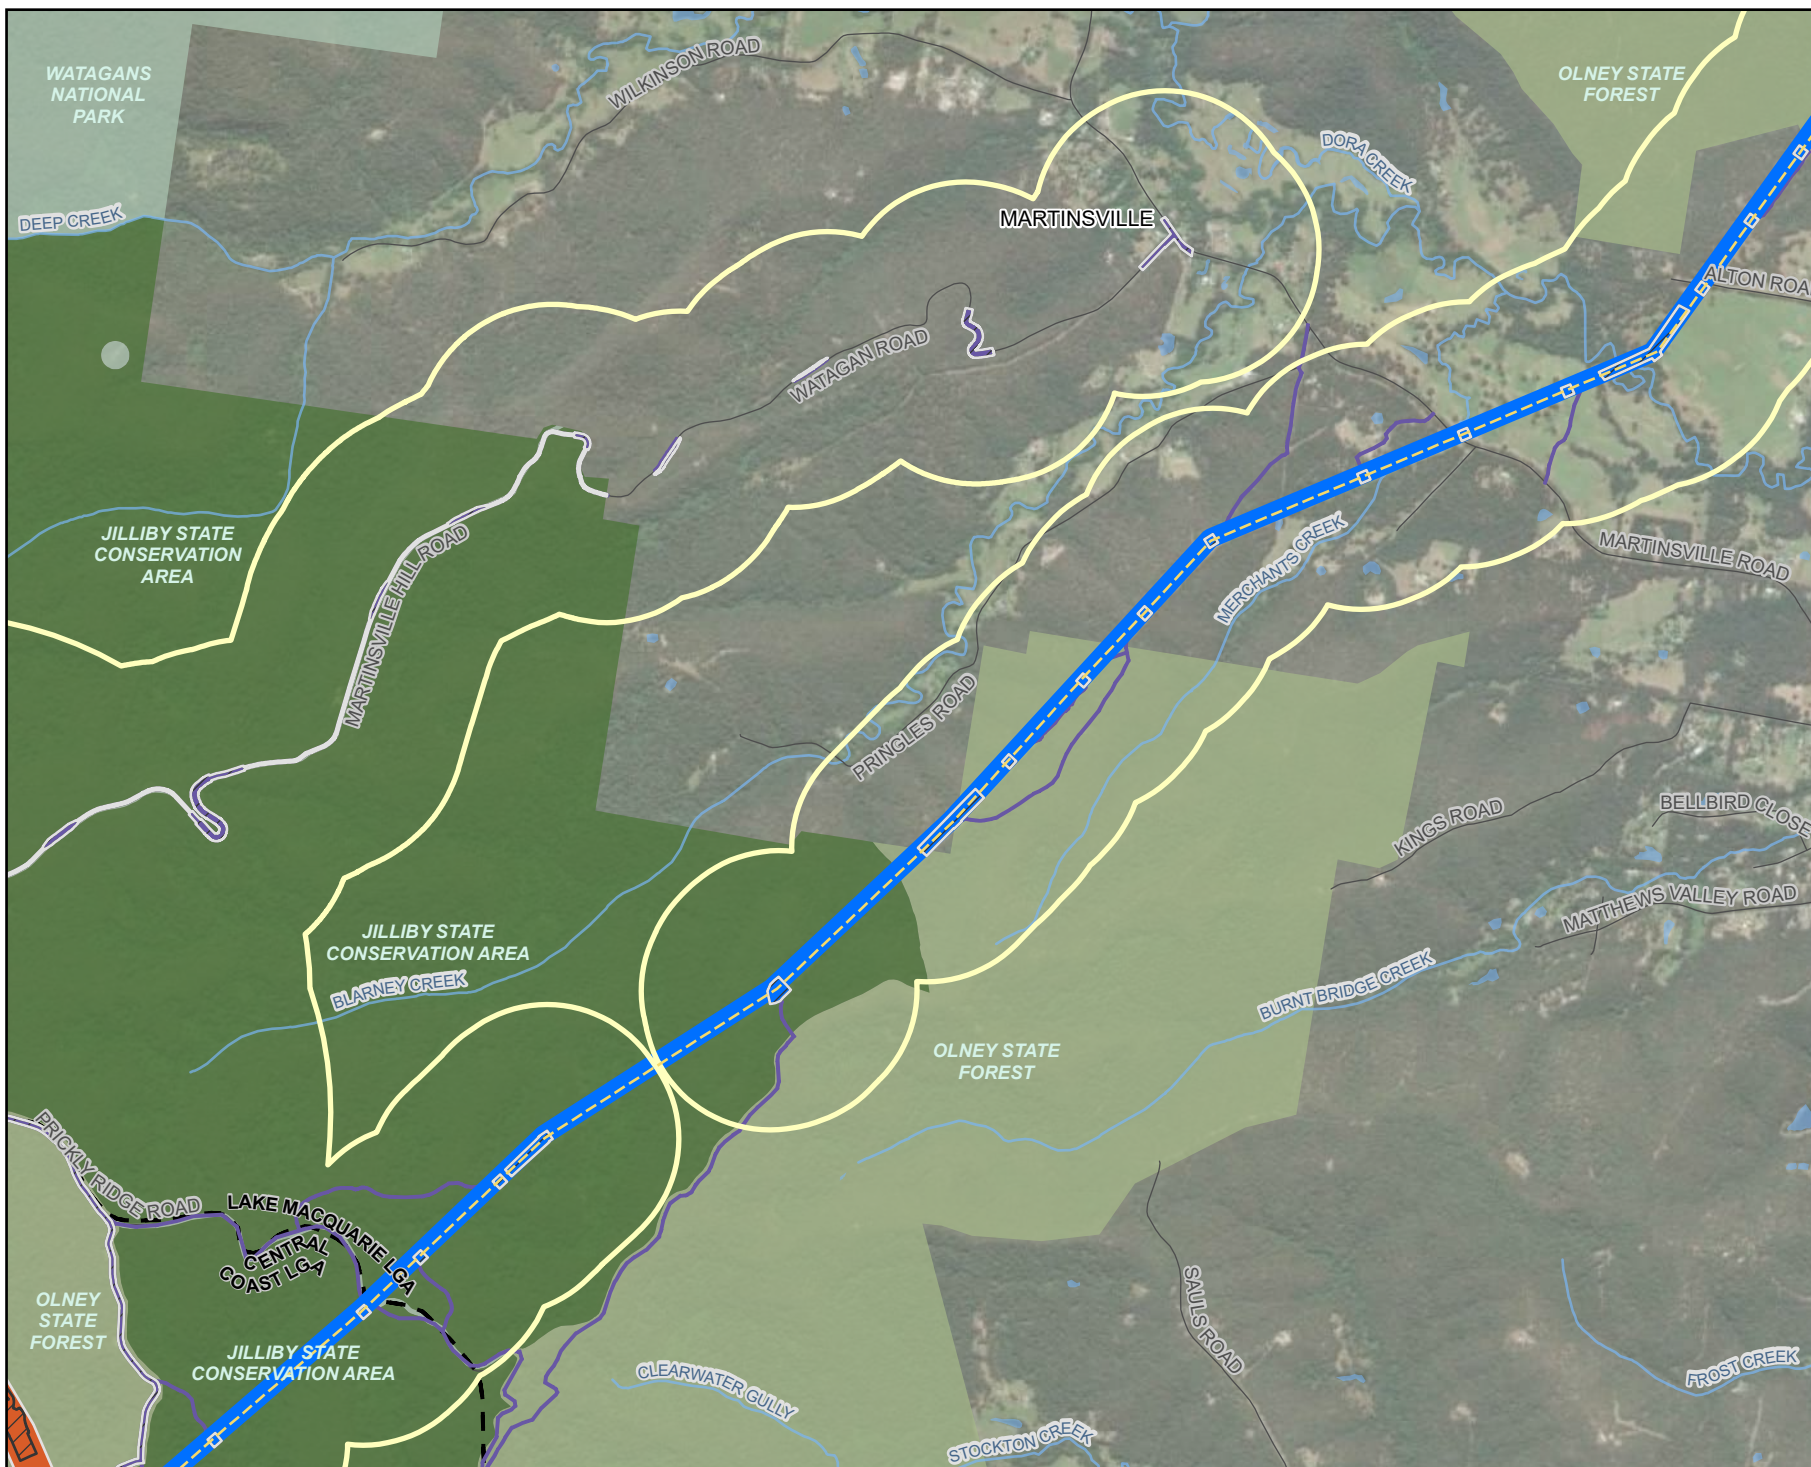 WATAGANS
NATIONAL
PARK
WILKINSON ROAD
OLNEY STATE
FOREST
DORA CREEK
DEEP CREEK
MARTINSVILLE
ALTON ROA
WATAGAN ROAD
JILLIBY STATE
CONSERVATION
AREA
MARTINSVILLE HILL ROAD
MERCHANTS CREEK
MARTINSVILLE ROAD
PRINGLES ROAD
KINGS ROAD
BELLBIRD CLOSE
MATTHEWS VALLEY ROAD
JILLIBY STATE
CONSERVATION AREA
BLARNEY CREEK
BURNT BRIDGE CREEK
OLNEY STATE
FOREST
PRICKLY RIDGE ROAD
LAKE MACQUARIE LGA
CENTRAL
COAST LGA
OLNEY
STATE
FOREST
JILLIBY STATE
CONSERVATION AREA
SAULS ROAD
CLEARWATER GULLY
FROST CREEK
STOCKTON CREEK